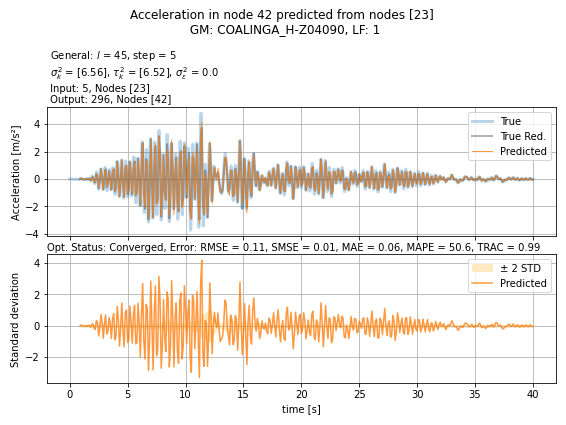 Acceleration in node 42 predicted from nodes [23]
GM: COALINGA_H-Z04090, LF: 1
General: l = 45, step = 5
σ²ₖ = [6.56], τ²ₖ = [6.52], σ²ε = 0.0
Input: 5, Nodes [23]
Output: 296, Nodes [42]
Acceleration [m/s²]
4
2
0
−2
−4
True
True Red.
Predicted
Opt. Status: Converged, Error: RMSE = 0.11, SMSE = 0.01, MAE = 0.06, MAPE = 50.6, TRAC = 0.99
Standard deviation
4
2
0
−2
± 2 STD
Predicted
0 5 10 15 20 25 30 35 40
time [s]